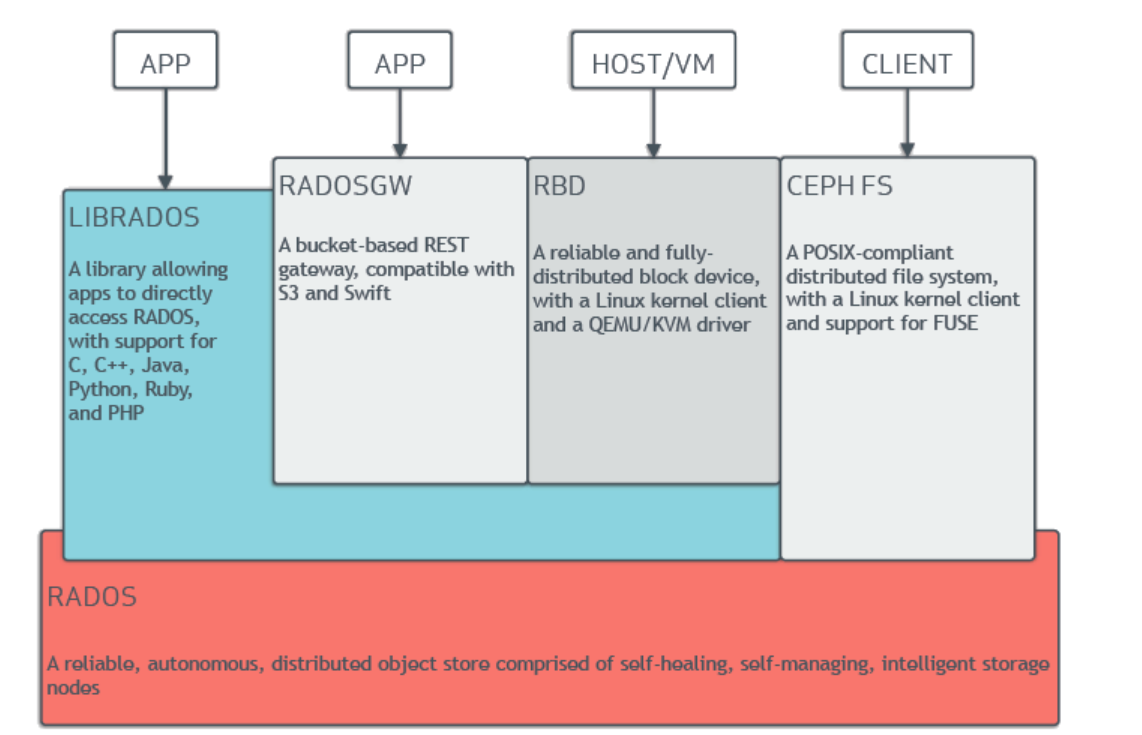 APP
APP
HOST/VM
CLIENT
LIBRADOS
A library allowing
apps to directly
access RADOS,
with support for
C, C++, Java,
Python, Ruby,
and PHP
RADOSGW
A bucket-based REST
gateway, compatible with
S3 and Swift
RBD
A reliable and fully-
distributed block device,
with a Linux kernel client
and a QEMU/KVM driver
CEPH FS
A POSIX-compliant
distributed file system,
with a Linux kernel client
and support for FUSE
RADOS
A reliable, autonomous, distributed object store comprised of self-healing, self-managing, intelligent storage
nodes